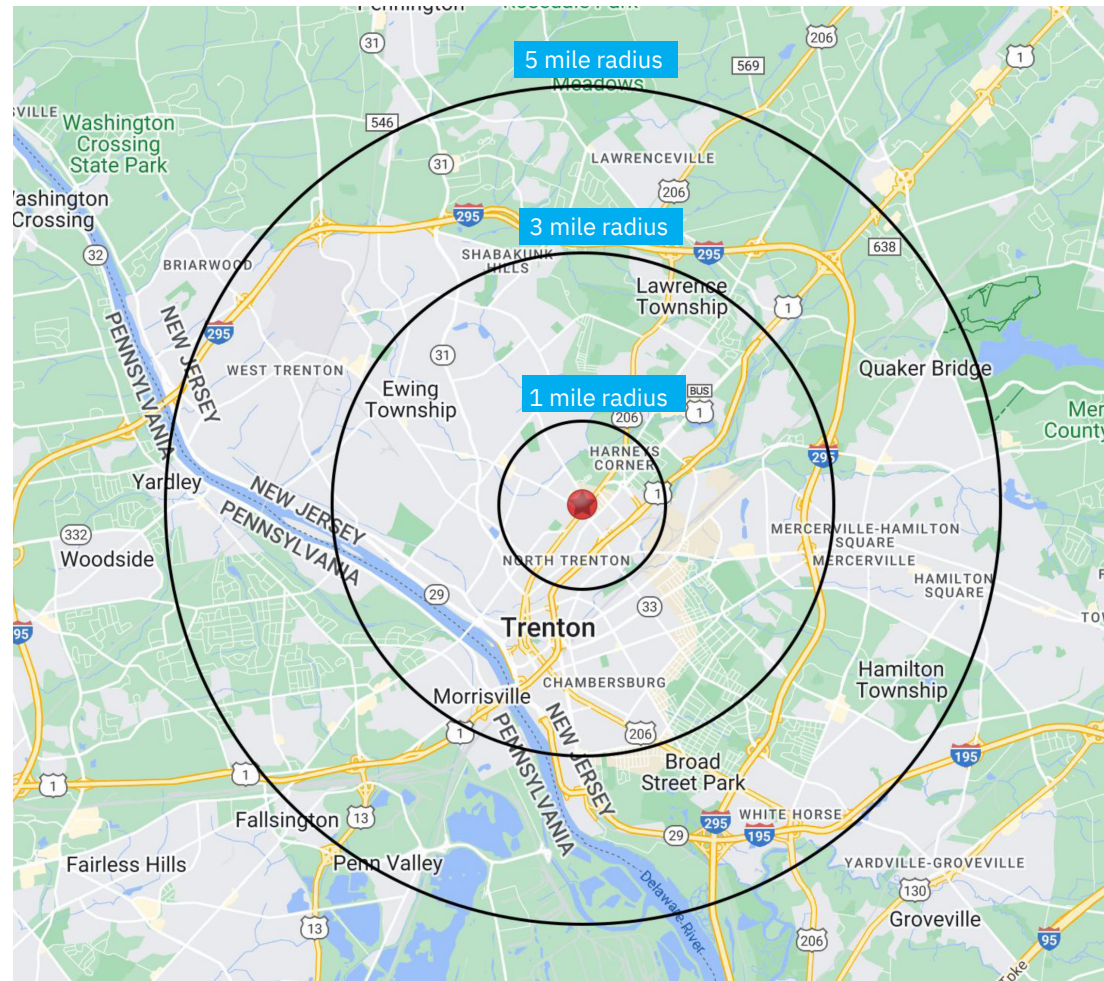 Pennington
31
206
1
5 mile radius
569
Meadows
546
Washington
Crossing
State Park
31
LAWRENCEVILLE
206
Crossing
295
3 mile radius
638
32
BRIARWOOD
SHABAKUNK
HILLS
295
Lawrence
Township
1
NEW JERSEY
PENNSYLVANIA
295
31
WEST TRENTON
Ewing
Township
Quaker Bridge
1 mile radius
BUS
1
206
HARNEYS
CORNER
295
Yardley
NEW JERSEY
PENNSYLVANIA
1
332
Woodside
NORTH TRENTON
MERCERVILLE-HAMILTON
SQUARE
MERCERVILLE
HAMILTON
SQUARE
29
33
95
Trenton
Hamilton
Township
CHAMBERSBURG
Morrisville
NEW JERSEY
PENNSYLVANIA
1
206
195
Broad
Street Park
1
1
Fallsington
13
29
295
195
WHITE HORSE
Fairless Hills
Penn Valley
YARDVILLE-GROVEVILLE
130
Delaware River
Groveville
13
206
95